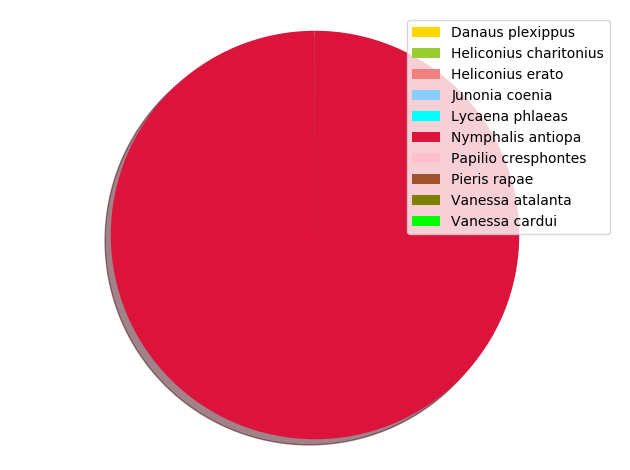 Danaus plexippus
Heliconius charitonius
Heliconius erato
Junonia coenia
Lycaena phlaeas
Nymphalis antiopa
Papilio cresphontes
Pieris rapae
Vanessa atalanta
Vanessa cardui